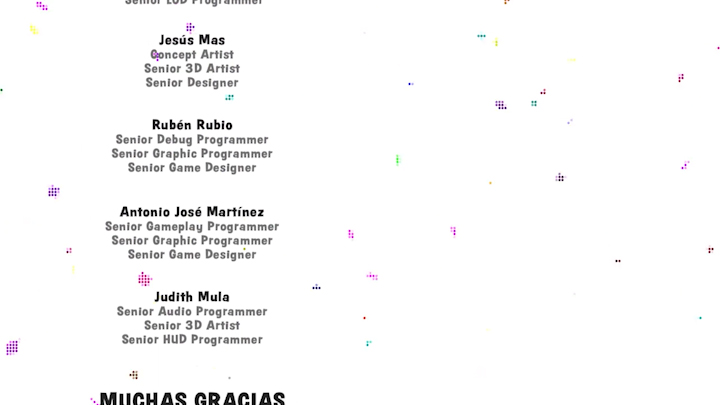 Senior LOD Programmer
Jesús Mas
Concept Artist
Senior 3D Artist
Senior Designer
Rubén Rubio
Senior Debug Programmer
Senior Graphic Programmer
Senior Game Designer
Antonio José Martínez
Senior Gameplay Programmer
Senior Graphic Programmer
Senior Game Designer
Judith Mula
Senior Audio Programmer
Senior 3D Artist
Senior HUD Programmer
MUCHAS GRACIAS